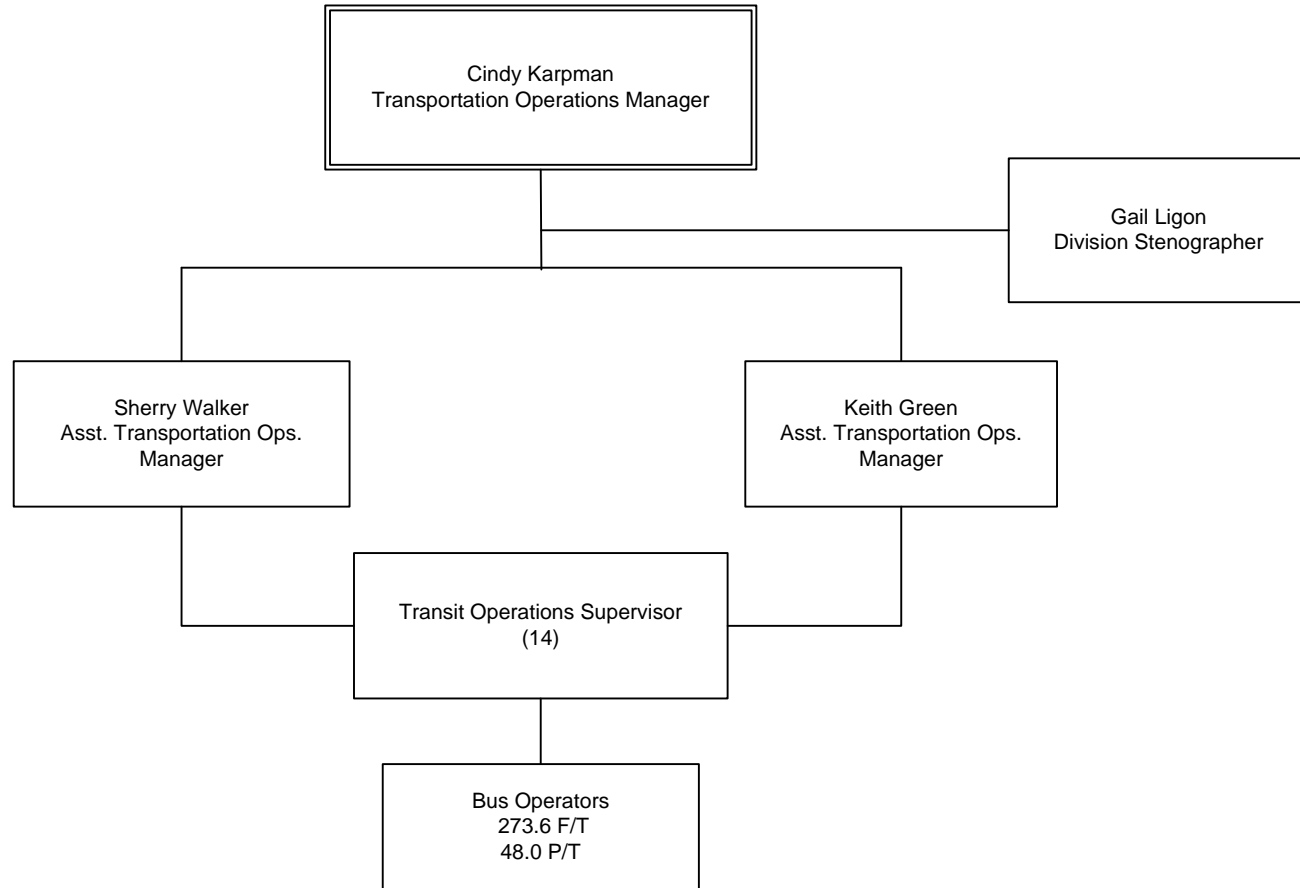 Cindy Karpman
Transportation Operations Manager
Gail Ligon
Division Stenographer
Sherry Walker
Asst. Transportation Ops.
Manager
Keith Green
Asst. Transportation Ops.
Manager
Transit Operations Supervisor
(14)
Bus Operators
273.6 F/T
48.0 P/T